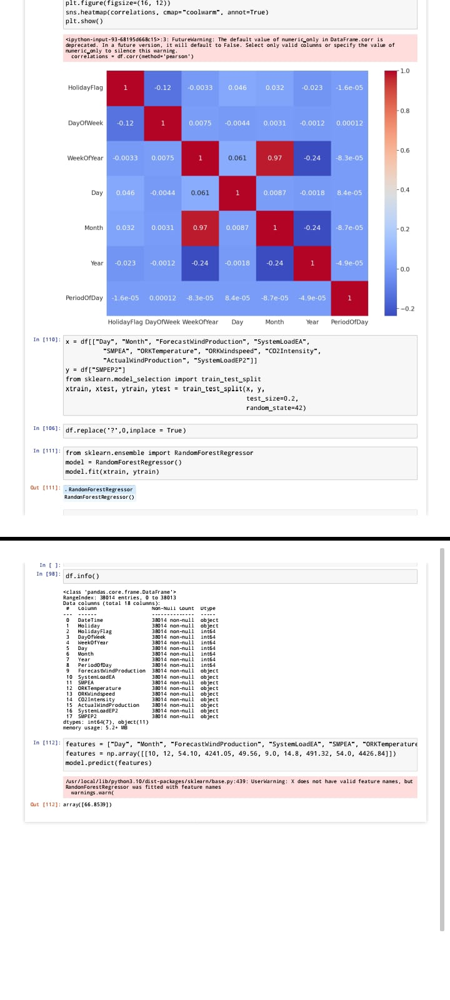 plt.figure(figsize=(16, 12))
sns.heatmap(correlations, cmap="coolwarm", annot=True)
plt.show()
<ipython-input-93-68195d668c15>:3: FutureWarning: The default value of numeric_only in DataFrame.corr is
deprecated. In a future version, it will default to False. Select only valid columns or specify the value of
numeric_only to silence this warning.
correlations = df.corr(method='pearson')
HolidayFlag 1 -0.12 -0.0033 0.046 0.032 -0.023 -1.6e-05
DayOfWeek -0.12 1 0.0075 -0.0044 0.0031 -0.0012 0.00012
WeekOfYear -0.0033 0.0075 1 0.061 0.97 -0.24 -8.3e-05
Day 0.046 -0.0044 0.061 1 0.0087 -0.0018 8.4e-05
Month 0.032 0.0031 0.97 0.0087 1 -0.24 -8.7e-05
Year -0.023 -0.0012 -0.24 -0.0018 -0.24 1 -4.9e-05
PeriodOfDay -1.6e-05 0.00012 -8.3e-05 8.4e-05 -8.7e-05 -4.9e-05 1
HolidayFlag DayOfWeek WeekOfYear Day Month Year PeriodOfDay
1.0
0.8
0.6
0.4
0.2
0.0
−0.2
In [110]: x = df[["Day", "Month", "ForecastWindProduction", "SystemLoadEA",
"SMPEA", "ORKTemperature", "ORKWindspeed", "CO2Intensity",
"ActualWindProduction", "SystemLoadEP2"]]
y = df["SMPEP2"]
from sklearn.model_selection import train_test_split
xtrain, xtest, ytrain, ytest = train_test_split(x, y,
test_size=0.2,
random_state=42)
In [106]: df.replace('?',0,inplace = True)
In [111]: from sklearn.ensemble import RandomForestRegressor
model = RandomForestRegressor()
model.fit(xtrain, ytrain)
Out [111]: RandomForestRegressor
RandomForestRegressor()
In [ ]:
In [98]: df.info()
<class 'pandas.core.frame.DataFrame'>
RangeIndex: 38014 entries, 0 to 38013
Data columns (total 18 columns):
# Column Non-Null Count Dtype
--- ------ -------------- -----
0 DateTime 38014 non-null object
1 Holiday 38014 non-null object
2 HolidayFlag 38014 non-null int64
3 DayOfWeek 38014 non-null int64
4 WeekOfYear 38014 non-null int64
5 Day 38014 non-null int64
6 Month 38014 non-null int64
7 Year 38014 non-null int64
8 PeriodOfDay 38014 non-null int64
9 ForecastWindProduction 38014 non-null object
10 SystemLoadEA 38014 non-null object
11 SMPEA 38014 non-null object
12 ORKTemperature 38014 non-null object
13 ORKWindspeed 38014 non-null object
14 CO2Intensity 38014 non-null object
15 ActualWindProduction 38014 non-null object
16 SystemLoadEP2 38014 non-null object
17 SMPEP2 38014 non-null object
dtypes: int64(7), object(11)
memory usage: 5.2+ MB
In [112]: features = ["Day", "Month", "ForecastWindProduction", "SystemLoadEA", "SMPEA", "ORKTemperature
features = np.array([[10, 12, 54.10, 4241.05, 49.56, 9.0, 14.8, 491.32, 54.0, 4426.84]])
model.predict(features)
/usr/local/lib/python3.10/dist-packages/sklearn/base.py:439: UserWarning: X does not have valid feature names, but
RandomForestRegressor was fitted with feature names
warnings.warn(
Out [112]: array([66.8539])